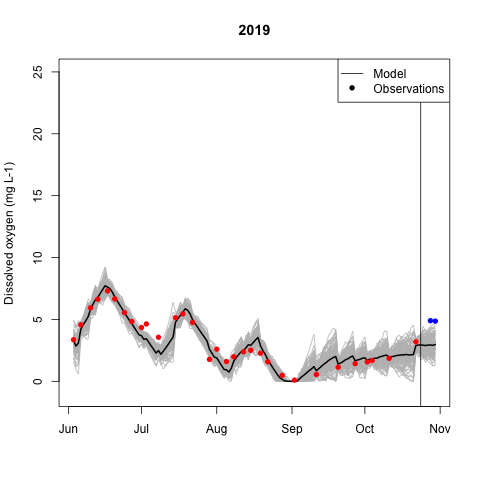 2019
Model
Observations
Dissolved oxygen (mg L-1)
25
20
15
10
5
0
Jun Jul Aug Sep Oct Nov